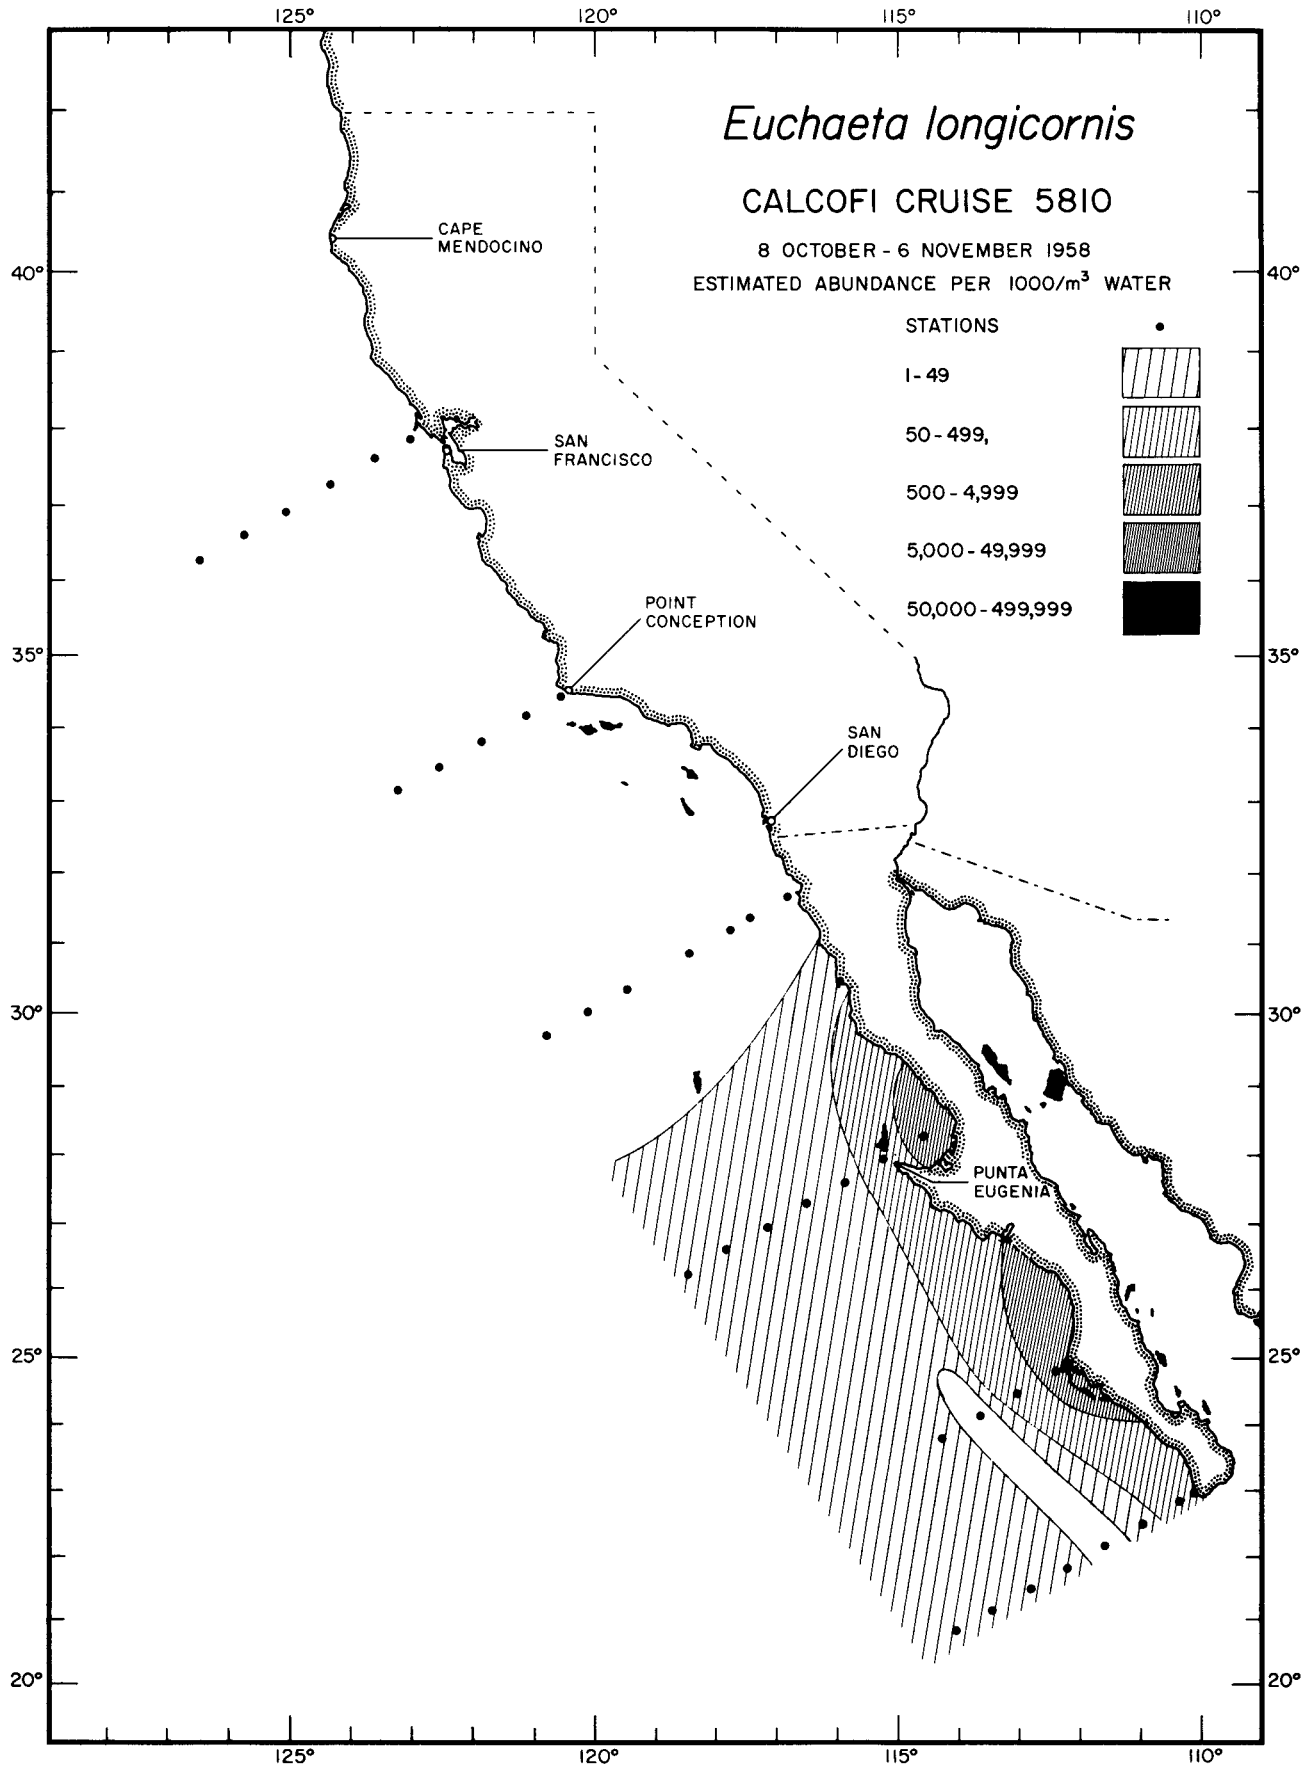 125° 120° 115° 110°
Euchaeta longicornis
CALCOFI CRUISE 5810
8 OCTOBER - 6 NOVEMBER 1958
ESTIMATED ABUNDANCE PER 1000/m³ WATER
STATIONS
1-49
50-499,
500-4,999
5,000-49,999
50,000-499,999
CAPE
MENDOCINO
40° 40°
SAN
FRANCISCO
POINT
CONCEPTION
35° 35°
SAN
DIEGO
30° 30°
PUNTA
EUGENIA
25° 25°
20° 20°
125° 120° 115° 110°